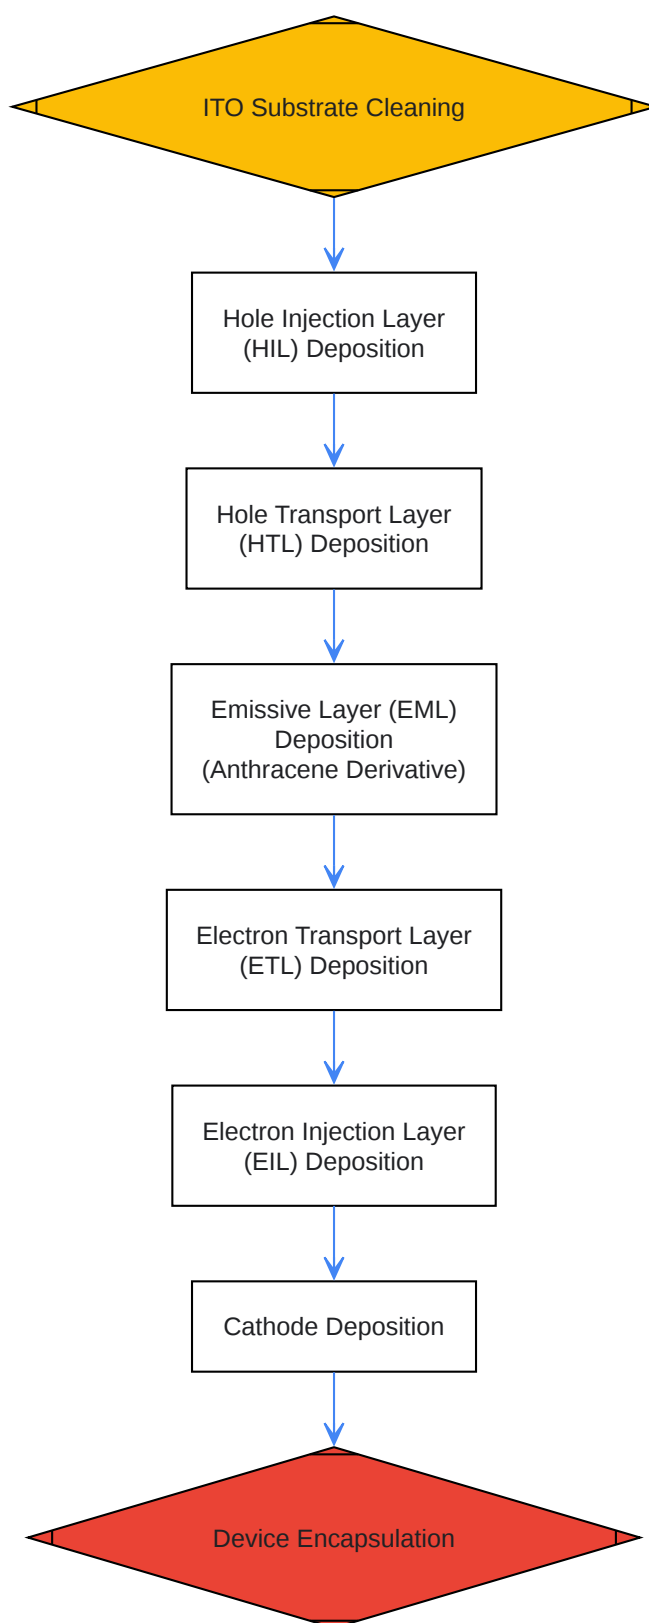 ITO Substrate Cleaning
Hole Injection Layer
(HIL) Deposition
Hole Transport Layer
(HTL) Deposition
Emissive Layer (EML)
Deposition
(Anthracene Derivative)
Electron Transport Layer
(ETL) Deposition
Electron Injection Layer
(EIL) Deposition
Cathode Deposition
Device Encapsulation